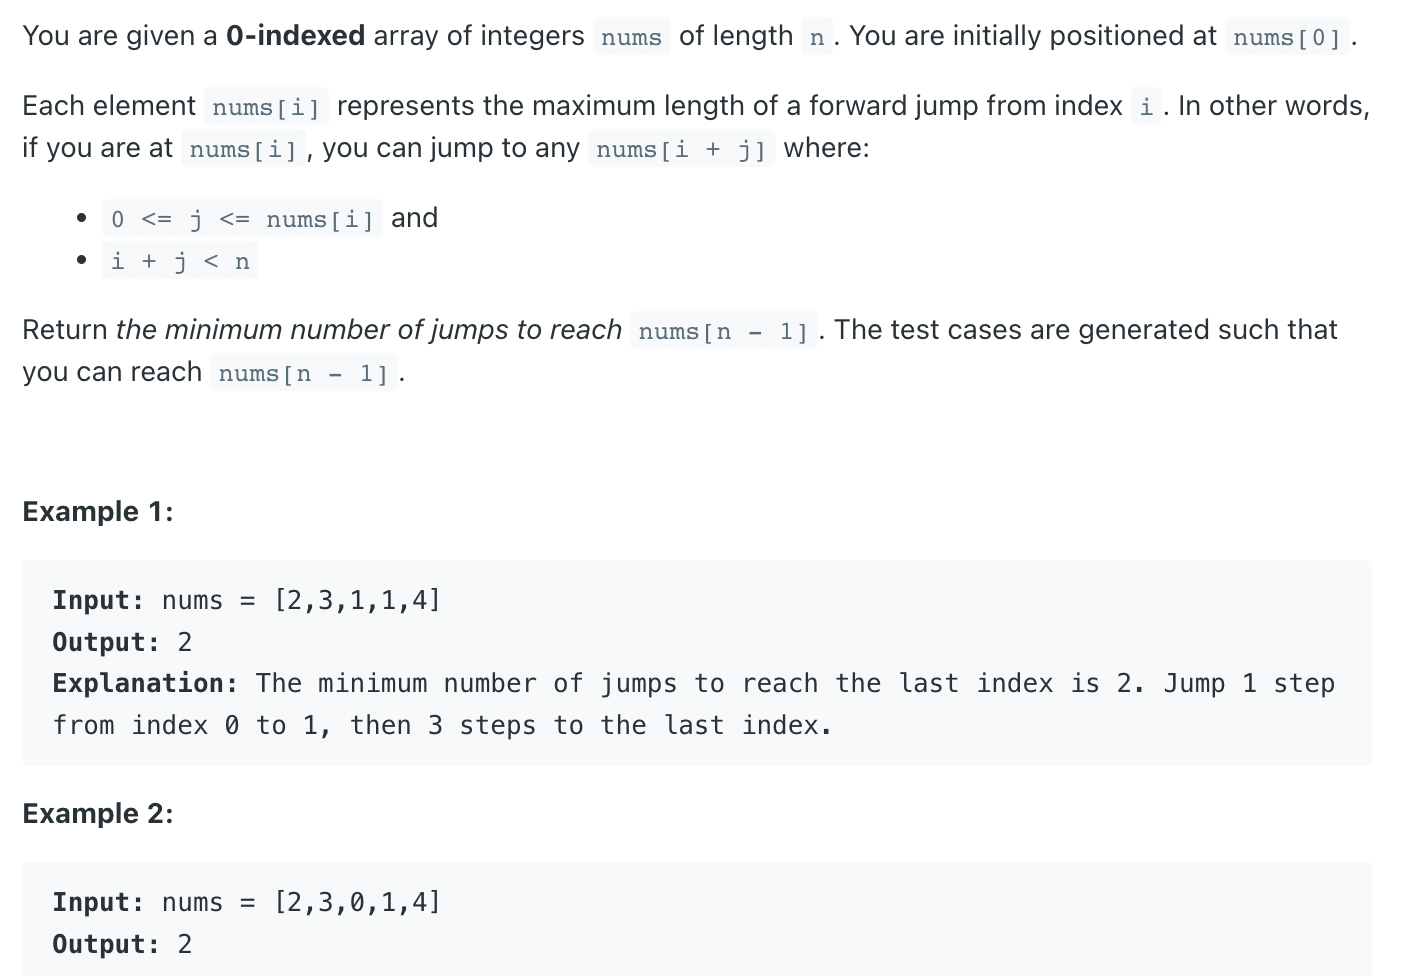 You are given a 0-indexed array of integers nums of length n. You are initially positioned at nums[0].
Each element nums[i] represents the maximum length of a forward jump from index i. In other words,
if you are at nums[i], you can jump to any nums[i + j] where:
• 0 <= j <= nums[i] and
• i + j < n
Return the minimum number of jumps to reach nums[n - 1]. The test cases are generated such that
you can reach nums[n - 1].
Example 1:
Input: nums = [2,3,1,1,4]
Output: 2
Explanation: The minimum number of jumps to reach the last index is 2. Jump 1 step
from index 0 to 1, then 3 steps to the last index.
Example 2:
Input: nums = [2,3,0,1,4]
Output: 2